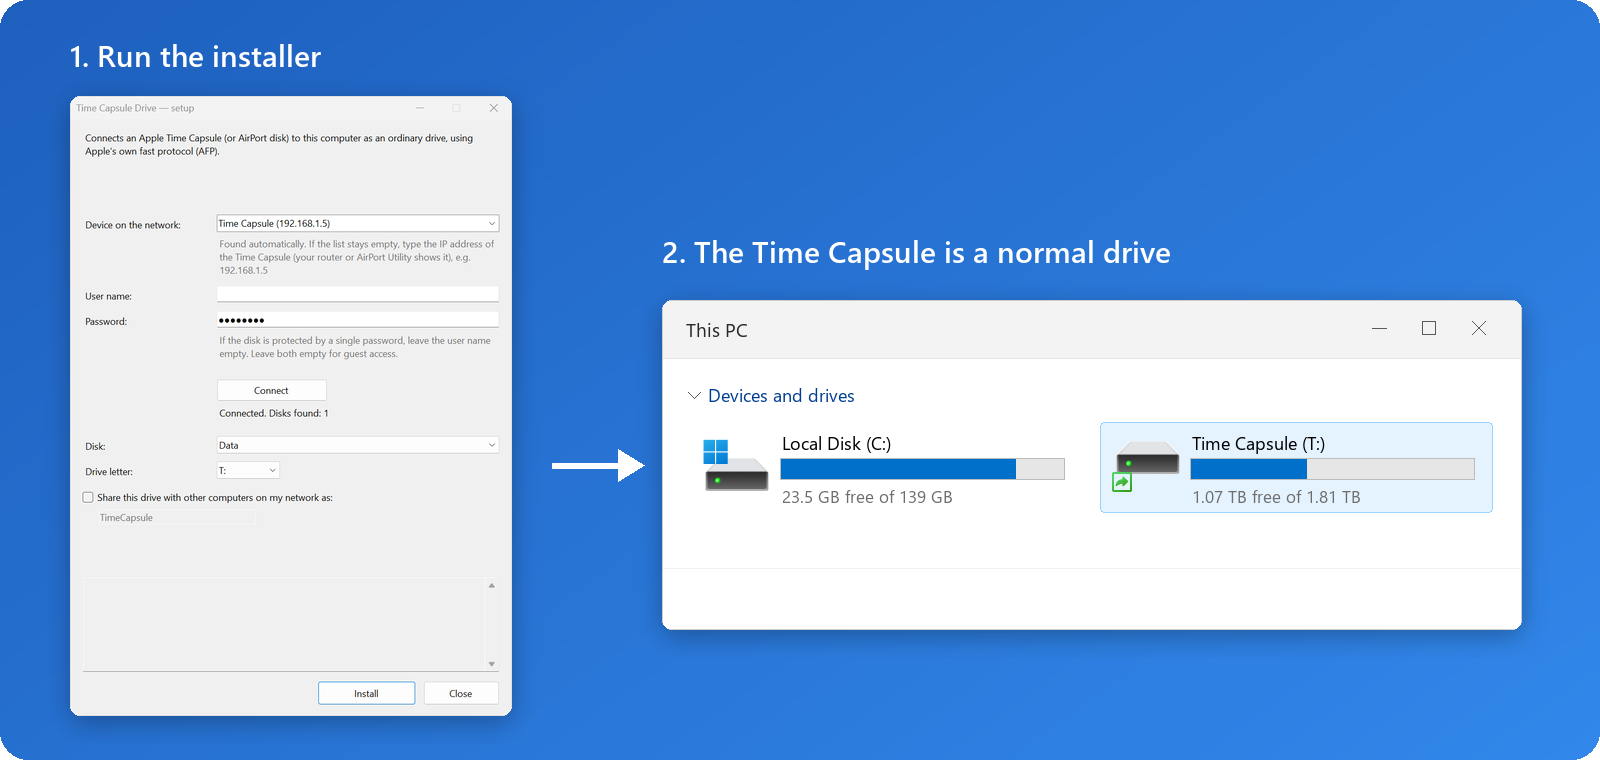 1. Run the installer
Time Capsule Drive — setup
Connects an Apple Time Capsule (or AirPort disk) to this computer as an ordinary drive, using
Apple's own fast protocol (AFP).
Device on the network:
Time Capsule (192.168.1.5)
Found automatically. If the list stays empty, type the IP address of
the Time Capsule (your router or AirPort Utility shows it), e.g.
192.168.1.5
User name:
Password:
●●●●●●●●
If the disk is protected by a single password, leave the user name
empty. Leave both empty for guest access.
Connect
Connected. Disks found: 1
Disk:
Data
Drive letter:
T:
Share this drive with other computers on my network as:
TimeCapsule
Install
Close
2. The Time Capsule is a normal drive
This PC
Devices and drives
Local Disk (C:)
23.5 GB free of 139 GB
Time Capsule (T:)
1.07 TB free of 1.81 TB